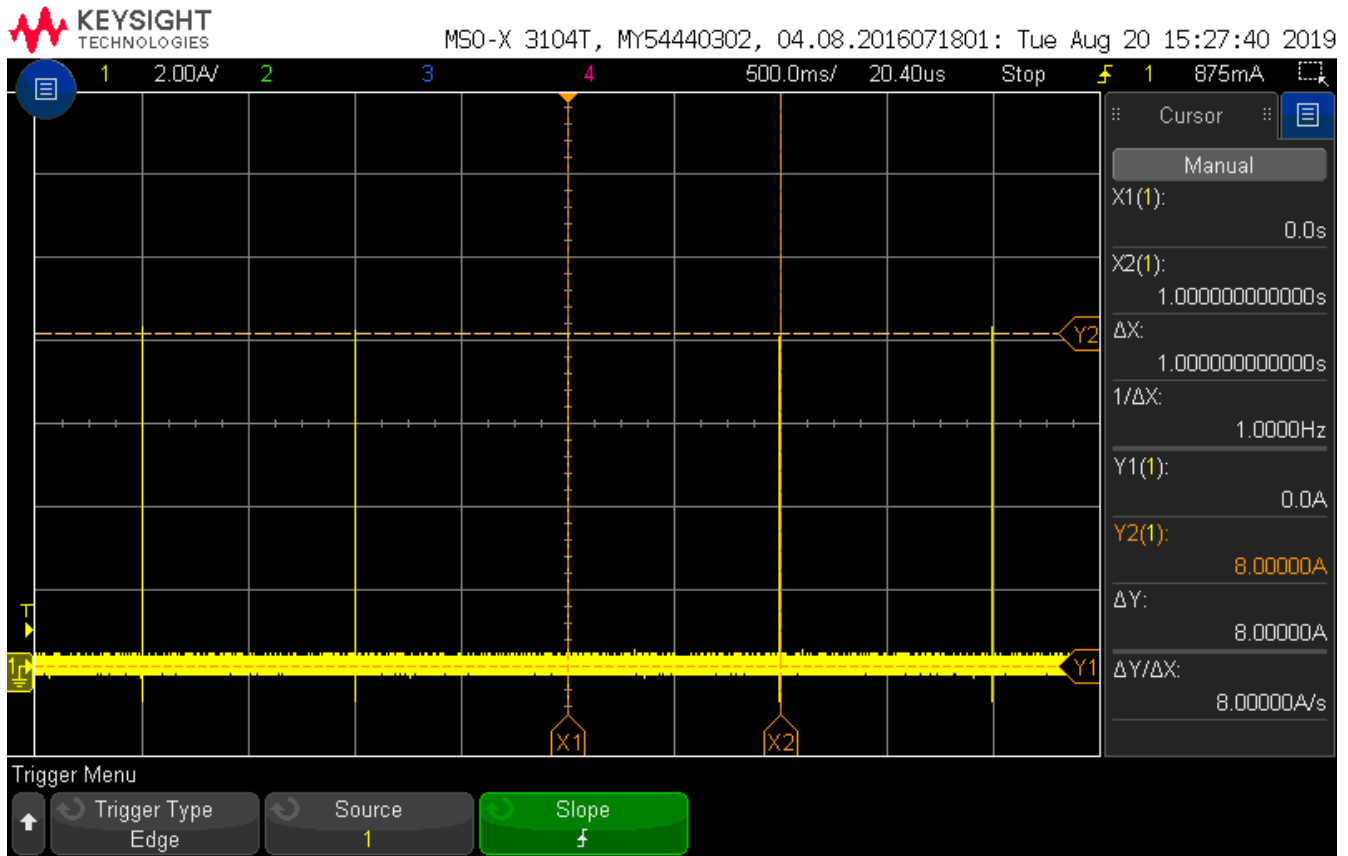 KEYSIGHT
TECHNOLOGIES
MSO-X 3104T, MY54440302, 04.08.2016071801: Tue Aug 20 15:27:40 2019
1 2.00A/ 2 3 4 500.0ms/ 20.40us Stop 1 875mA
Cursor
Manual
X1(1):
0.0s
X2(1):
1.000000000000s
ΔX:
1.000000000000s
1/ΔX:
1.0000Hz
Y1(1):
0.0A
Y2(1):
8.00000A
ΔY:
8.00000A
ΔY/ΔX:
8.00000A/s
Y2
T
1
Y1
X1 X2
Trigger Menu
Trigger Type
Edge
Source
1
Slope